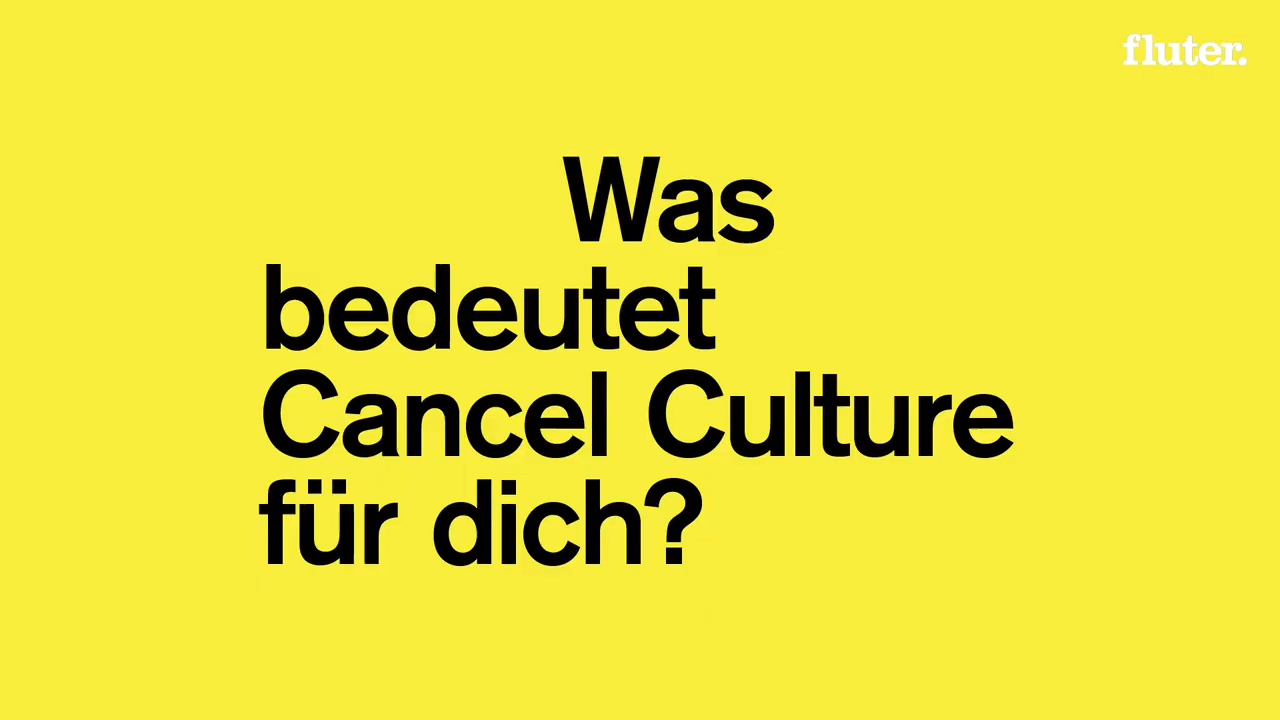 fluter.
Was
bedeutet
Cancel Culture
für dich?